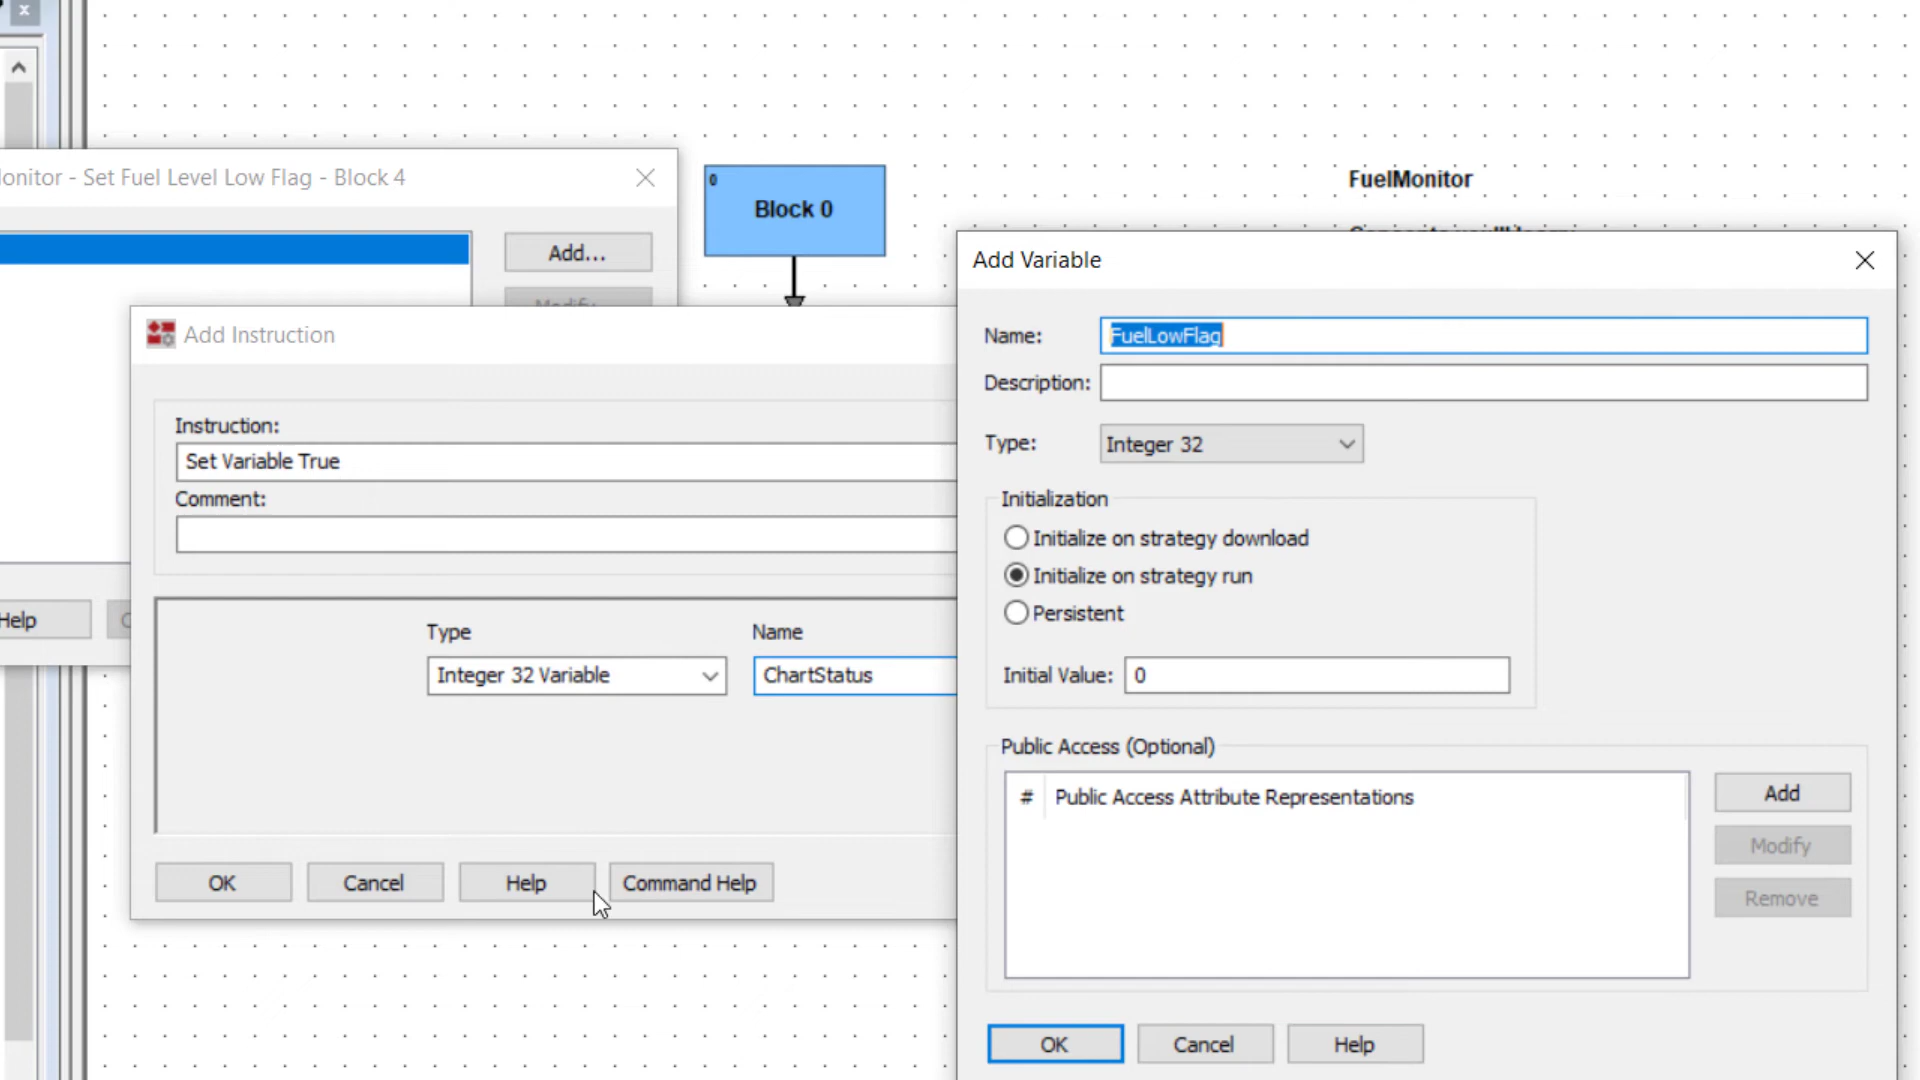 onitor - Set Fuel Level Low Flag - Block 4
Add...
Help
0
Block 0
FuelMonitor
Add Instruction
Instruction:
Set Variable True
Comment:
Type
Name
Integer 32 Variable
ChartStatus
OK
Cancel
Help
Command Help
Add Variable
Name:
FuelLowFlag
Description:
Type:
Integer 32
Initialization
Initialize on strategy download
Initialize on strategy run
Persistent
Initial Value:
0
Public Access (Optional)
#
Public Access Attribute Representations
Add
Modify
Remove
OK
Cancel
Help